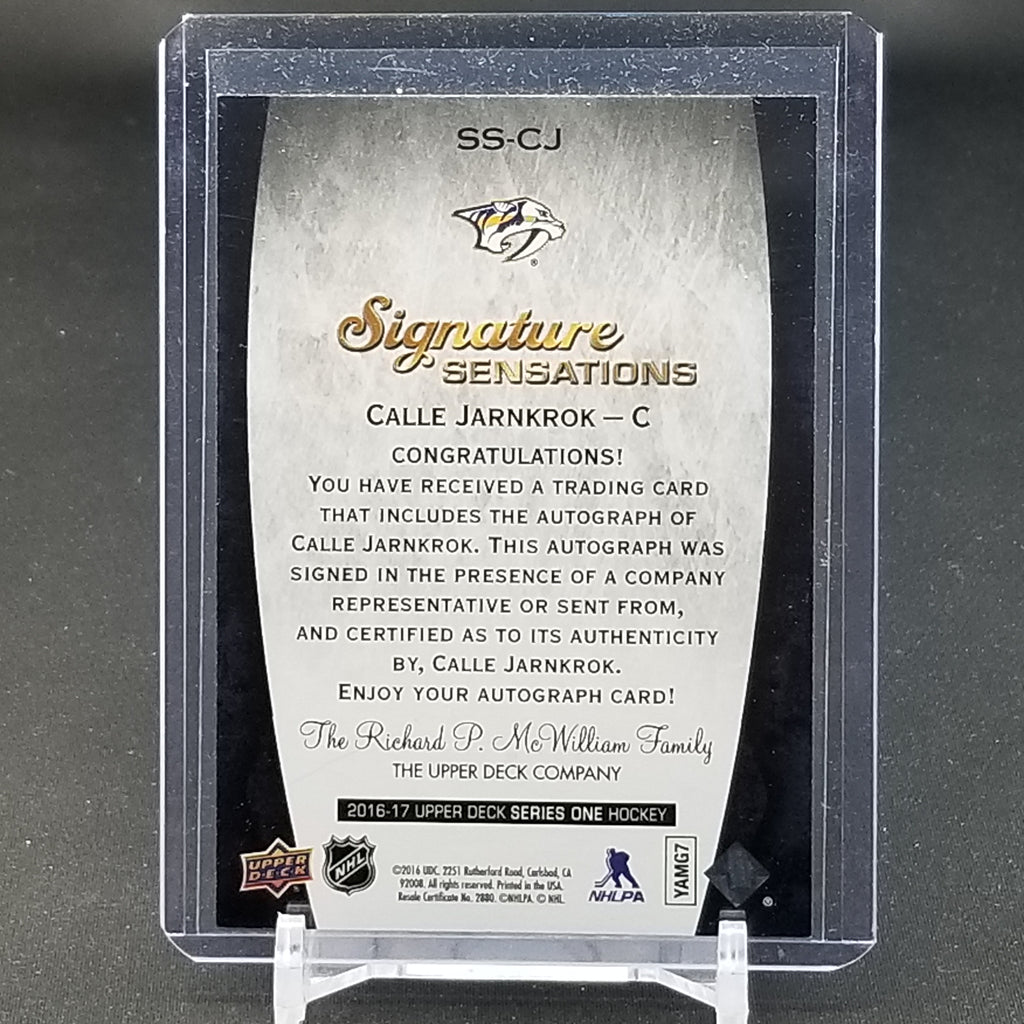 SS-CJ
Signature
SENSATIONS
CALLE JARNKROK – C
CONGRATULATIONS!
YOU HAVE RECEIVED A TRADING CARD
THAT INCLUDES THE AUTOGRAPH OF
CALLE JARNKROK. THIS AUTOGRAPH WAS
SIGNED IN THE PRESENCE OF A COMPANY
REPRESENTATIVE OR SENT FROM,
AND CERTIFIED AS TO ITS AUTHENTICITY
BY, CALLE JARNKROK.
ENJOY YOUR AUTOGRAPH CARD!
The Richard P. McWilliam Family
THE UPPER DECK COMPANY
2016-17 UPPER DECK SERIES ONE HOCKEY
UPPER
D·E·C·K
NHL
©2016 UDC. 2251 Rutherford Road, Carlsbad, CA
92008. All rights reserved. Printed in the USA.
Resale Certificate No. 2880. ©NHLPA. © NHL.
NHLPA
YAMG7